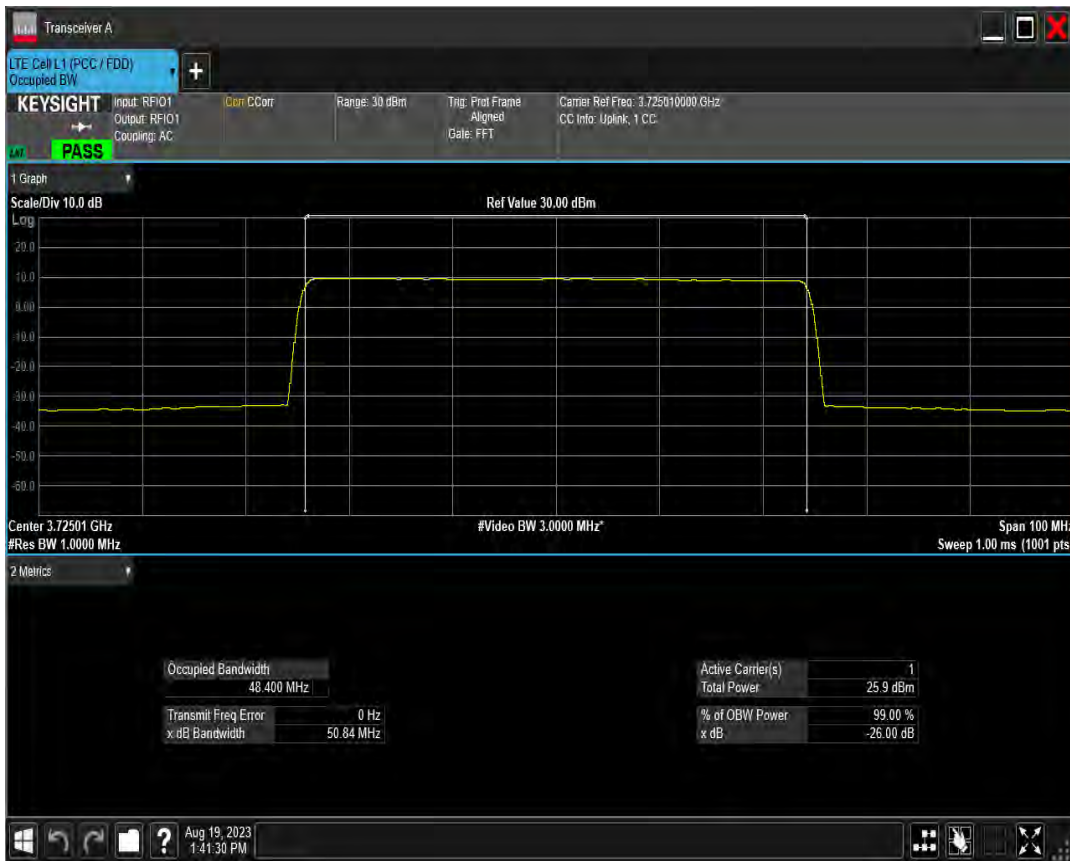 Transceiver A
LTE Cell L1 (PCC / FDD)
Occupied BW
KEYSIGHT
Input: RFIO1
Output: RFIO1
Coupling: AC
Corr CCorr
Range: 30 dBm
Trig: Prot Frame
Aligned
Gate: FFT
Carrier Ref Freq: 3.725010000 GHz
CC Info: Uplink, 1 CC
PASS
1 Graph
Scale/Div 10.0 dB
Ref Value 30.00 dBm
Log
20.0
10.0
0.00
-10.0
-20.0
-30.0
-40.0
-50.0
-60.0
Center 3.72501 GHz
#Video BW 3.0000 MHz*
Span 100 MHz
#Res BW 1.0000 MHz
Sweep 1.00 ms (1001 pts
2 Metrics
Occupied Bandwidth
48.400 MHz
Transmit Freq Error 0 Hz
x dB Bandwidth 50.84 MHz
Active Carrier(s) 1
Total Power 25.9 dBm
% of OBW Power 99.00 %
x dB -26.00 dB
Aug 19, 2023
1:41:30 PM